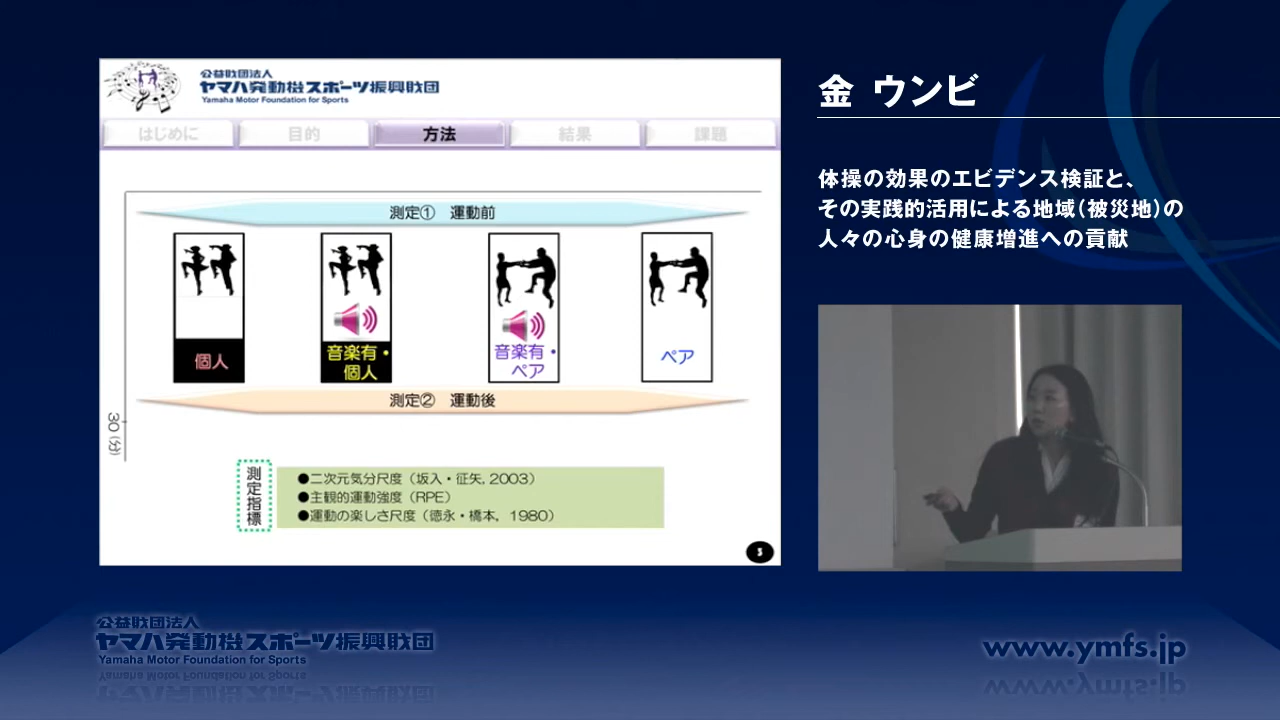 公益財団法人
ヤマハ発動機スポーツ振興財団
Yamaha Motor Foundation for Sports
はじめに
目的
方法
結果
課題
測定① 運動前
個人
音楽有・
個人
音楽有・
ペア
ペア
測定② 運動後
30(分)
測定指標
●二次元気分尺度(坂入・征矢, 2003)
●主観的運動強度(RPE)
●運動の楽しさ尺度(徳永・橋本, 1980)
金 ウンビ
体操の効果のエビデンス検証と、
その実践的活用による地域(被災地)の
人々の心身の健康増進への貢献
公益財団法人
ヤマハ発動機スポーツ振興財団
Yamaha Motor Foundation for Sports
www.ymfs.jp